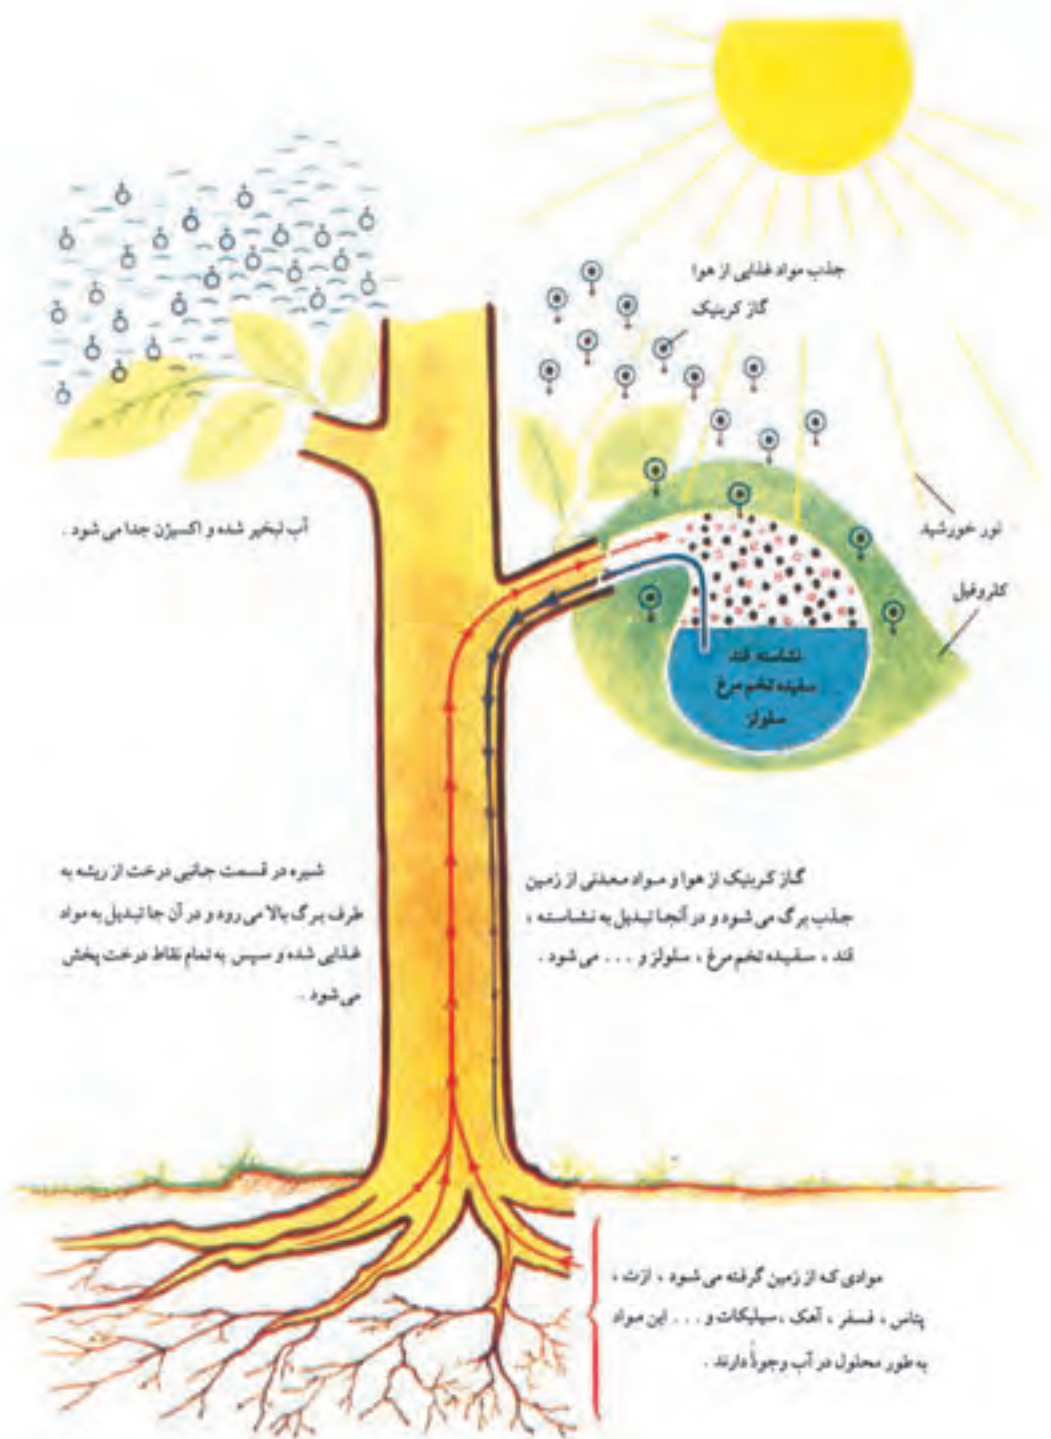 جذب مواد غذایی از هوا
گاز کربنیک
نور خورشید
کلروفیل
آب تبخیر شده و اکسیژن جدا می‌شود .
نشاسته قند
سفیده تخم مرغ
سلولز
شیره در قسمت جانبی درخت از ریشه به
طرف برگ بالا می رود و در آن جا تبدیل به مواد
غذایی شده و سپس به تمام نقاط درخت پخش
می شود .
گاز کربنیک از هوا و مواد معدنی از زمین
جذب برگ می شود و در آنجا تبدیل به نشاسته ،
قند ، سفیده تخم مرغ ، سلولز و ... می شود .
موادی که از زمین گرفته می شود ، ازت ،
پتاس ، فسفر ، آهک ، سیلیکات و ... این مواد
به طور محلول در آب وجود دارند .